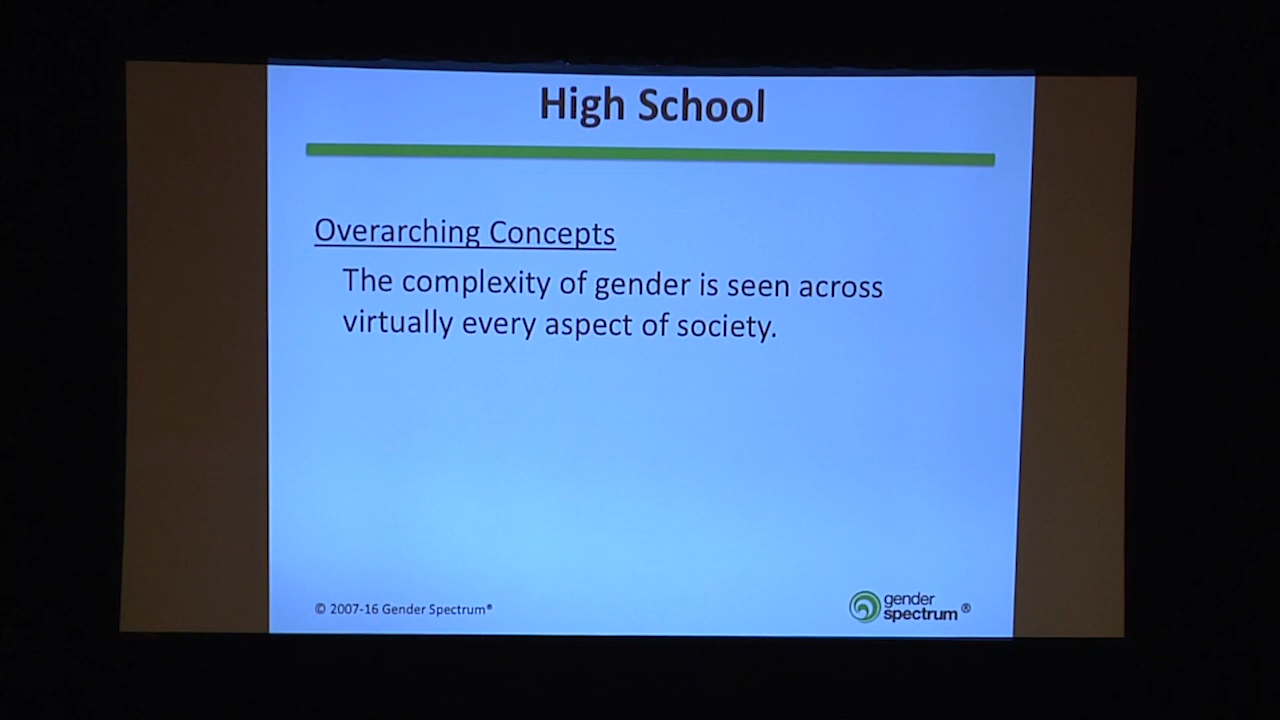 High School
Overarching Concepts
The complexity of gender is seen across
virtually every aspect of society.
© 2007-16 Gender Spectrum®
gender
spectrum ®